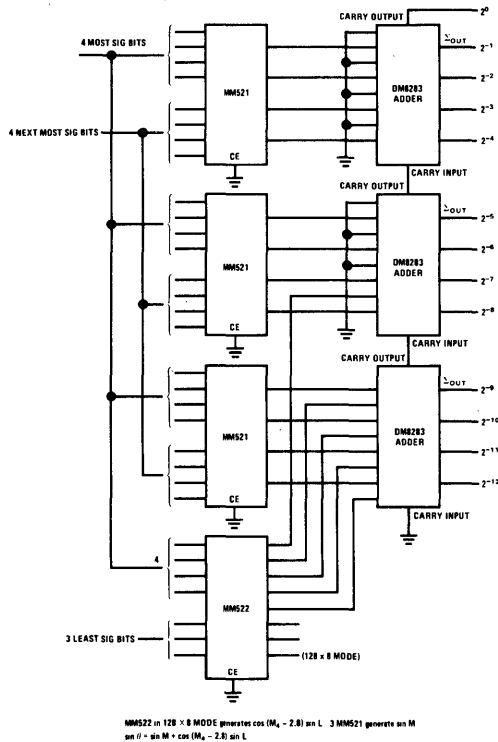 CARRY OUTPUT
2⁰
4 MOST SIG BITS
MM521
CE
DM8283
ADDER
ΣOUT
2⁻¹
2⁻²
2⁻³
2⁻⁴
4 NEXT MOST SIG BITS
CARRY INPUT
CARRY OUTPUT
MM521
CE
DM8283
ADDER
ΣOUT
2⁻⁵
2⁻⁶
2⁻⁷
2⁻⁸
CARRY INPUT
CARRY OUTPUT
MM521
CE
DM8283
ADDER
ΣOUT
2⁻⁹
2⁻¹⁰
2⁻¹¹
2⁻¹²
CARRY INPUT
4
MM522
3 LEAST SIG BITS
(128 x 8 MODE)
CE
MM522 in 128 × 8 MODE generates cos (M₄ – 2.8) sin L 3 MM521 generate sin M
sin θ = sin M + cos (M₄ – 2.8) sin L